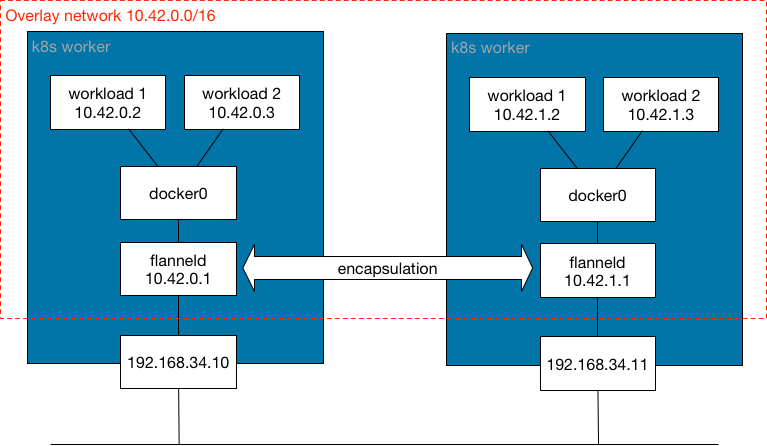 Overlay network 10.42.0.0/16
k8s worker
workload 1
10.42.0.2
workload 2
10.42.0.3
docker0
flanneld
10.42.0.1
192.168.34.10
encapsulation
k8s worker
workload 1
10.42.1.2
workload 2
10.42.1.3
docker0
flanneld
10.42.1.1
192.168.34.11